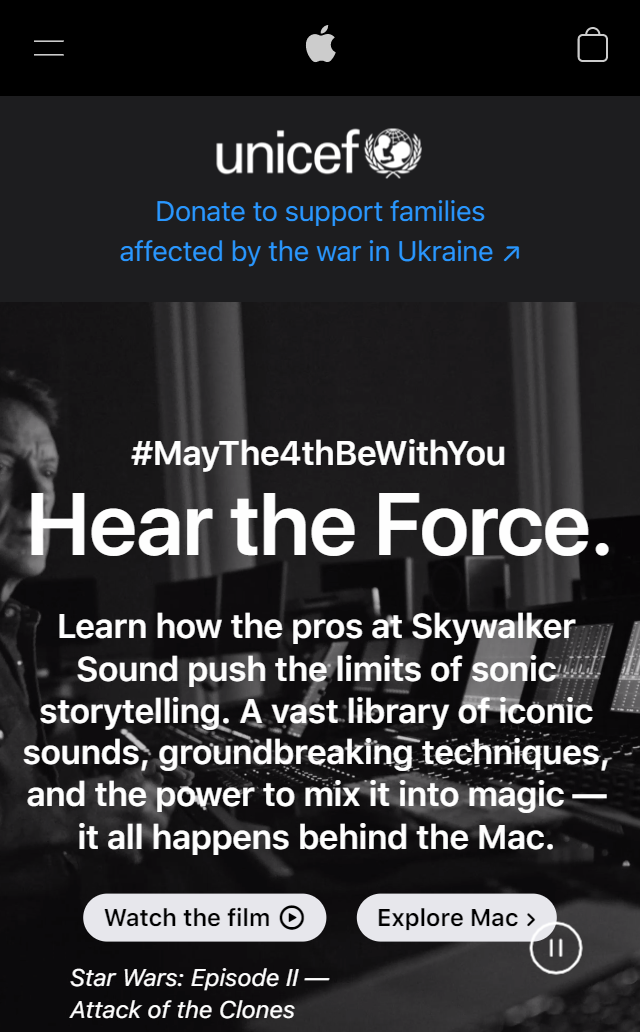 unicef
Donate to support families
affected by the war in Ukraine ↗
#MayThe4thBeWithYou
Hear the Force.
Learn how the pros at Skywalker
Sound push the limits of sonic
storytelling. A vast library of iconic
sounds, groundbreaking techniques,
and the power to mix it into magic —
it all happens behind the Mac.
Watch the film
Explore Mac ›
Star Wars: Episode II —
Attack of the Clones